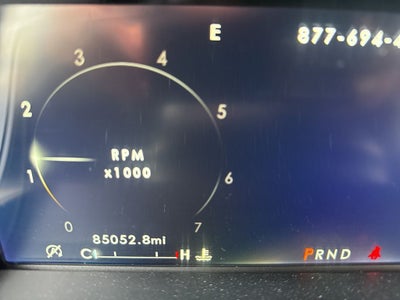 E 877-694-4
3 4
2 5
RPM
x1000
1 6
0 7
85052.8mi
C H
PRND